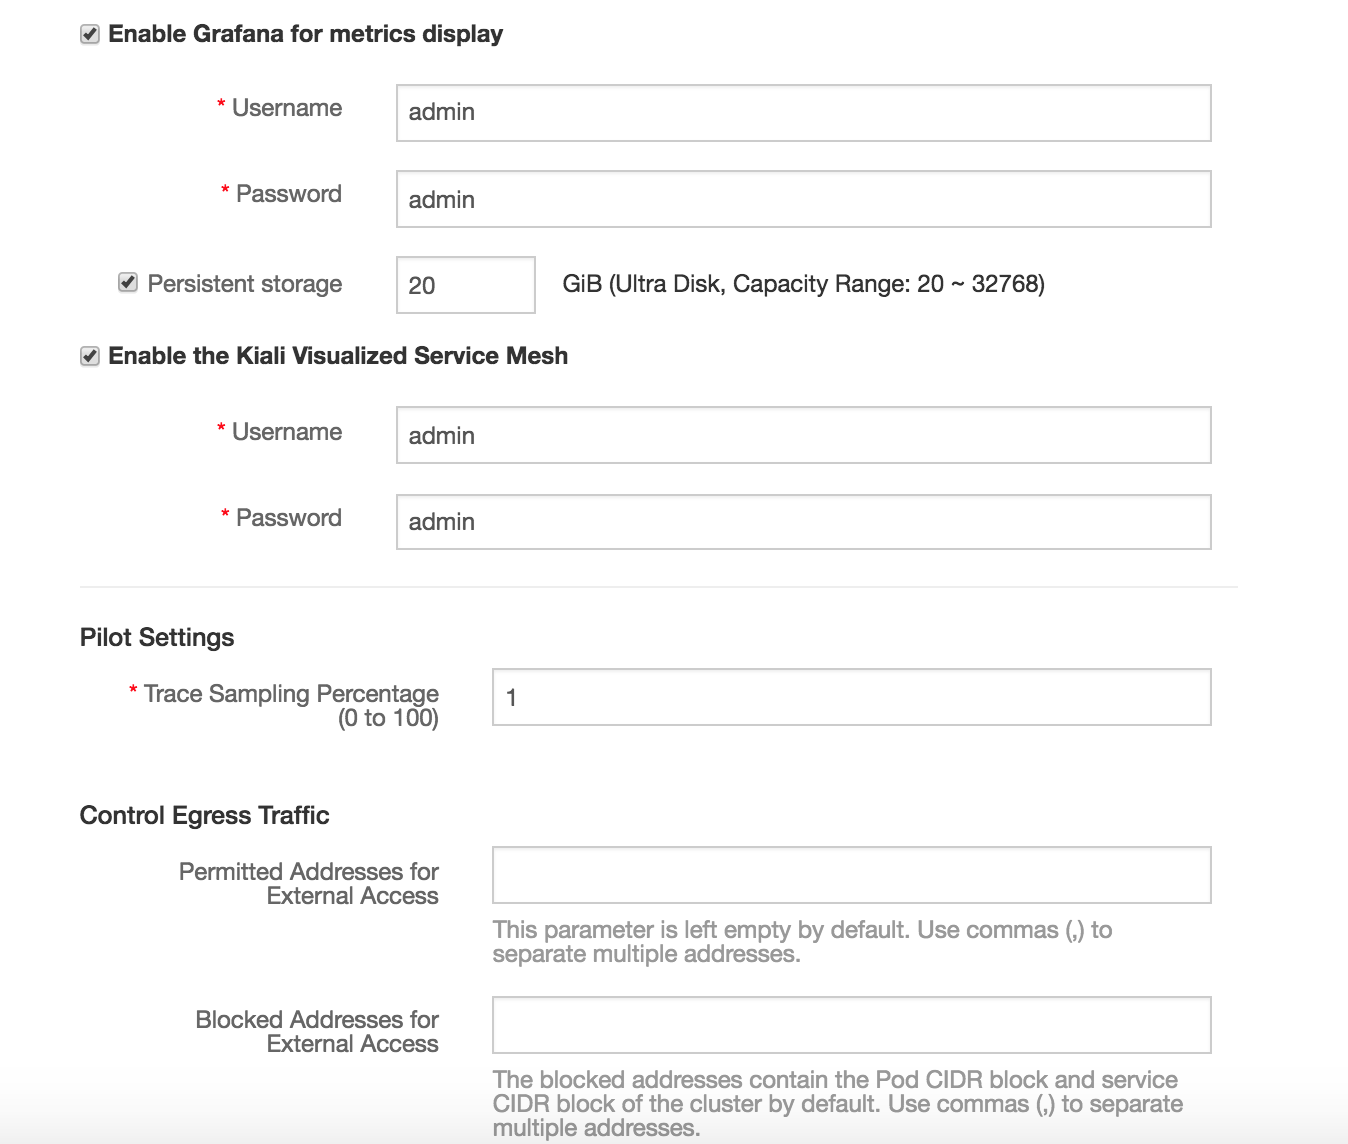 Enable Grafana for metrics display
* Username admin
* Password admin
Persistent storage 20 GiB (Ultra Disk, Capacity Range: 20 ~ 32768)
Enable the Kiali Visualized Service Mesh
* Username admin
* Password admin
Pilot Settings
* Trace Sampling Percentage
(0 to 100)
1
Control Egress Traffic
Permitted Addresses for
External Access
This parameter is left empty by default. Use commas (,) to
separate multiple addresses.
Blocked Addresses for
External Access
The blocked addresses contain the Pod CIDR block and service
CIDR block of the cluster by default. Use commas (,) to separate
multiple addresses.